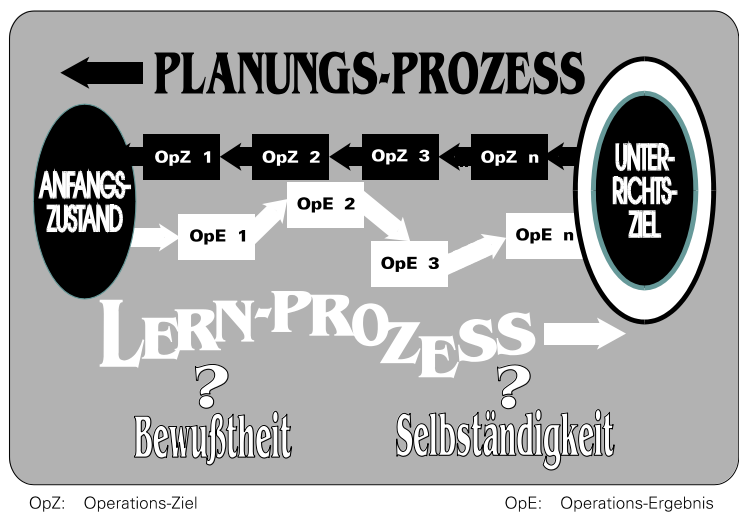 PLANUNGS-PROZESS
OpZ 1 OpZ 2 OpZ 3 OpZ n
ANFANGS-
ZUSTAND
UNTER-
RICHTS-
ZIEL
OpE 1 OpE 2 OpE 3 OpE n
LERN-PROZESS
? ?
Bewußtheit Selbständigkeit
OpZ: Operations-Ziel OpE: Operations-Ergebnis